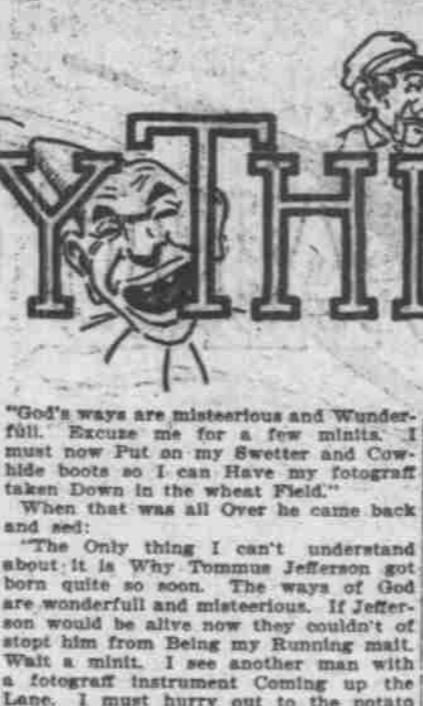 Y THI
"God's ways are misteerious and Wunder-
full. Excuze me for a few minits. I
must now Put on my Swetter and Cow-
hide boots so I can Have my fotograff
taken Down in the wheat Field."
When that was all Over he came back
and sed:
"The Only thing I can't understand
about it is Why Tommus Jefferson got
born quite so soon. The ways of God
are wonderfull and misteerious. If Jeffer-
son would be alive now they couldn't of
stopt him from Being my Running mait.
Wait a minit. I see another man with
a fotograff instrument Coming up the
Lane. I must hurry out to the potato